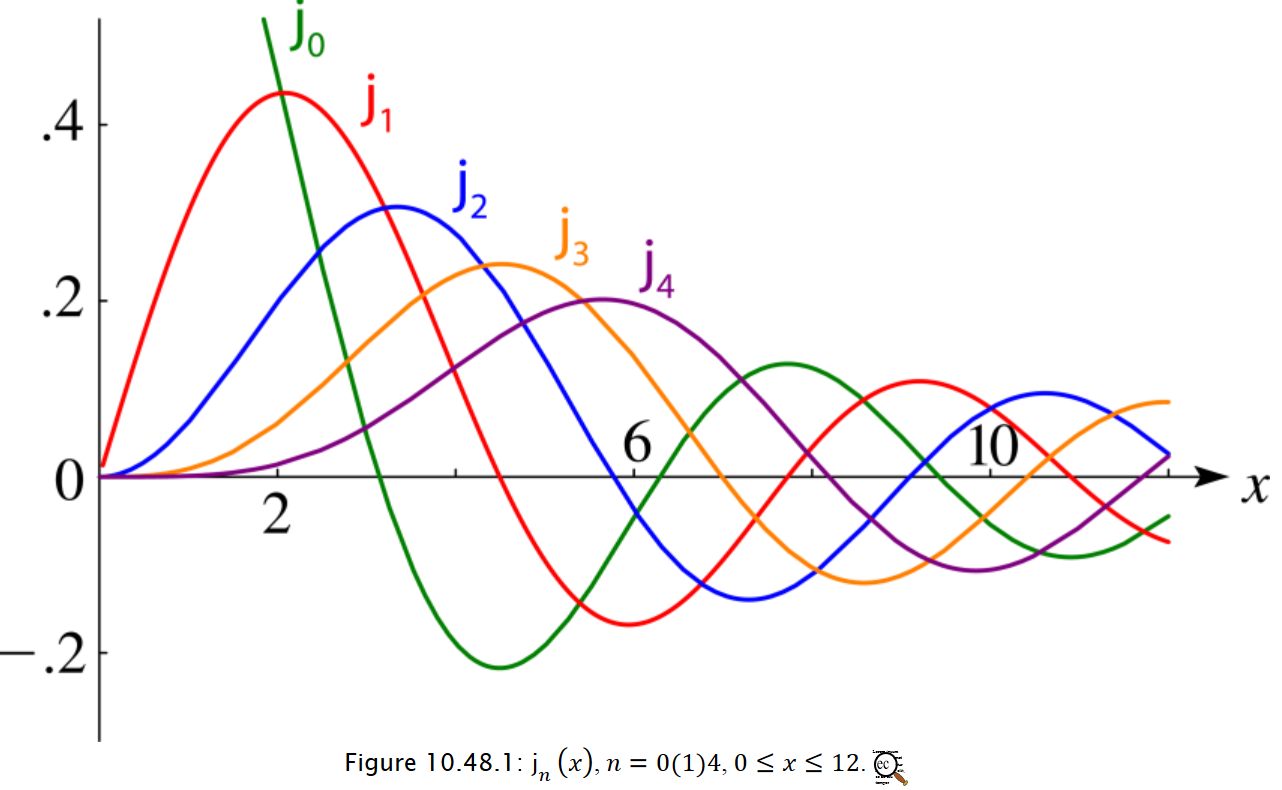 j₀
j₁
.4
j₂
j₃
j₄
.2
6
10
0
2
x
−.2
Figure 10.48.1: jₙ (x), n = 0(1)4, 0 ≤ x ≤ 12.